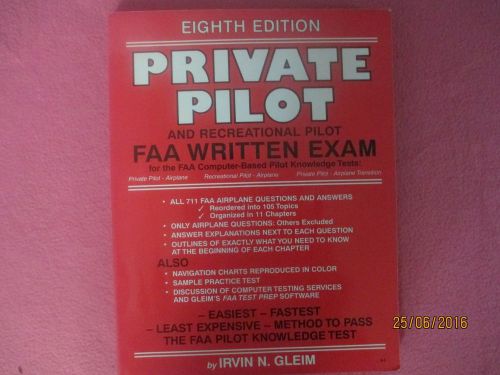 EIGHTH EDITION
PRIVATE
PILOT
AND RECREATIONAL PILOT
FAA WRITTEN EXAM
for the FAA Computer-Based Pilot Knowledge Tests:
Private Pilot - Airplane Recreational Pilot - Airplane Private Pilot - Airplane Transition
• ALL 711 FAA AIRPLANE QUESTIONS AND ANSWERS
✓ Reordered into 105 Topics
✓ Organized in 11 Chapters
• ONLY AIRPLANE QUESTIONS: Others Excluded
• ANSWER EXPLANATIONS NEXT TO EACH QUESTION
• OUTLINES OF EXACTLY WHAT YOU NEED TO KNOW
AT THE BEGINNING OF EACH CHAPTER
ALSO
• NAVIGATION CHARTS REPRODUCED IN COLOR
• SAMPLE PRACTICE TEST
• DISCUSSION OF COMPUTER TESTING SERVICES
AND GLEIM'S FAA TEST PREP SOFTWARE
– EASIEST – FASTEST
– LEAST EXPENSIVE – METHOD TO PASS
THE FAA PILOT KNOWLEDGE TEST
by IRVIN N. GLEIM
25/06/2016